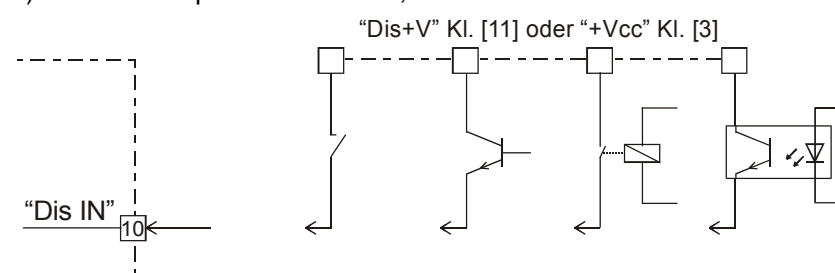 “Dis+V” Kl. [11] oder “+Vcc” Kl. [3]
“Dis IN”
10